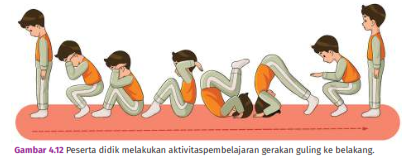 Gambar 4.12 Peserta didik melakukan aktivitaspembelajaran gerakan guling ke belakang.